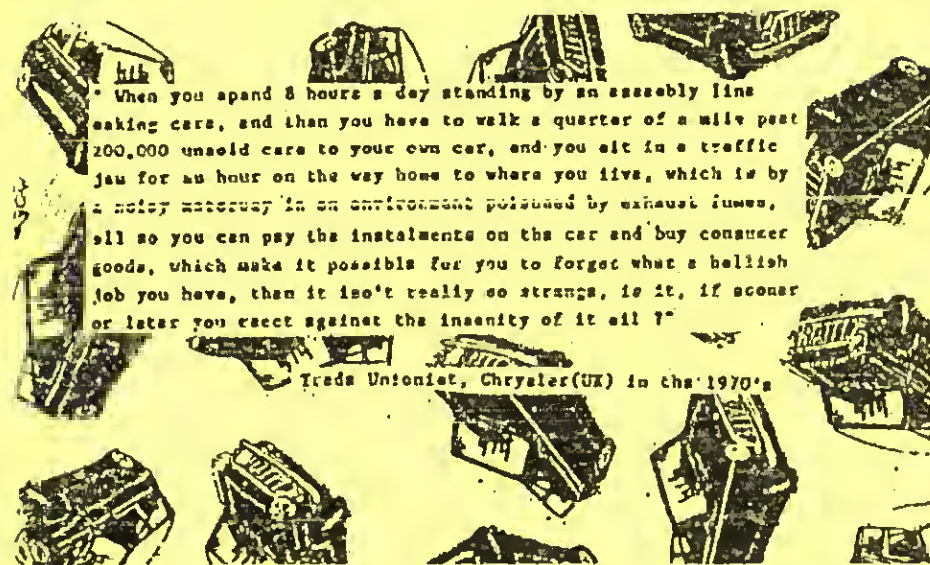 " When you spend 8 hours a day standing by an assembly line
making cars, and then you have to walk a quarter of a mile past
200,000 unsold cars to your own car, and you sit in a traffic
jam for an hour on the way home to where you live, which is by
a noisy motorway in an environment poisoned by exhaust fumes,
all so you can pay the instalments on the car and buy consumer
goods, which make it possible for you to forget what a hellish
job you have, then it isn't really so strange, is it, if sooner
or later you react against the insanity of it all ?"
Trade Unionist, Chrysler(UK) in the 1970's